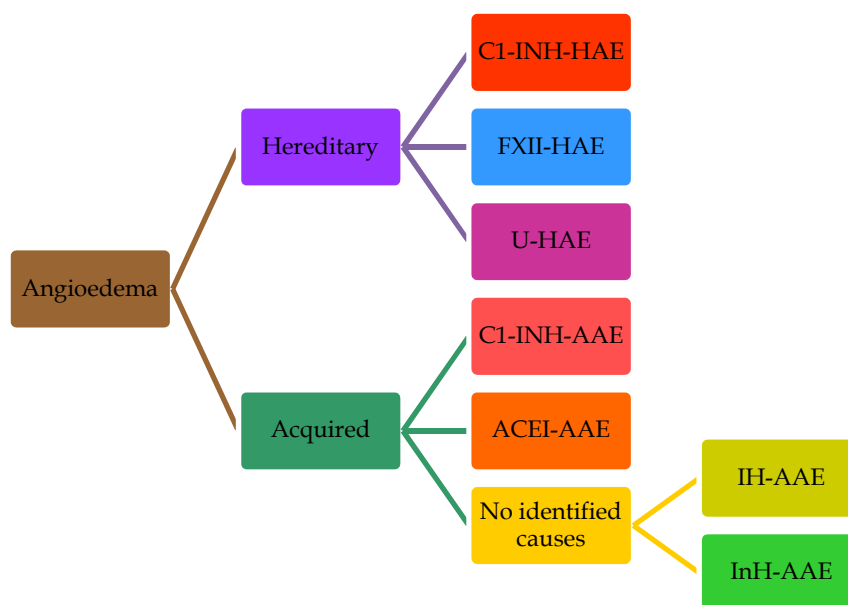 C1-INH-HAE
Hereditary
FXII-HAE
U-HAE
Angioedema
C1-INH-AAE
Acquired
ACEI-AAE
No identified
causes
IH-AAE
InH-AAE